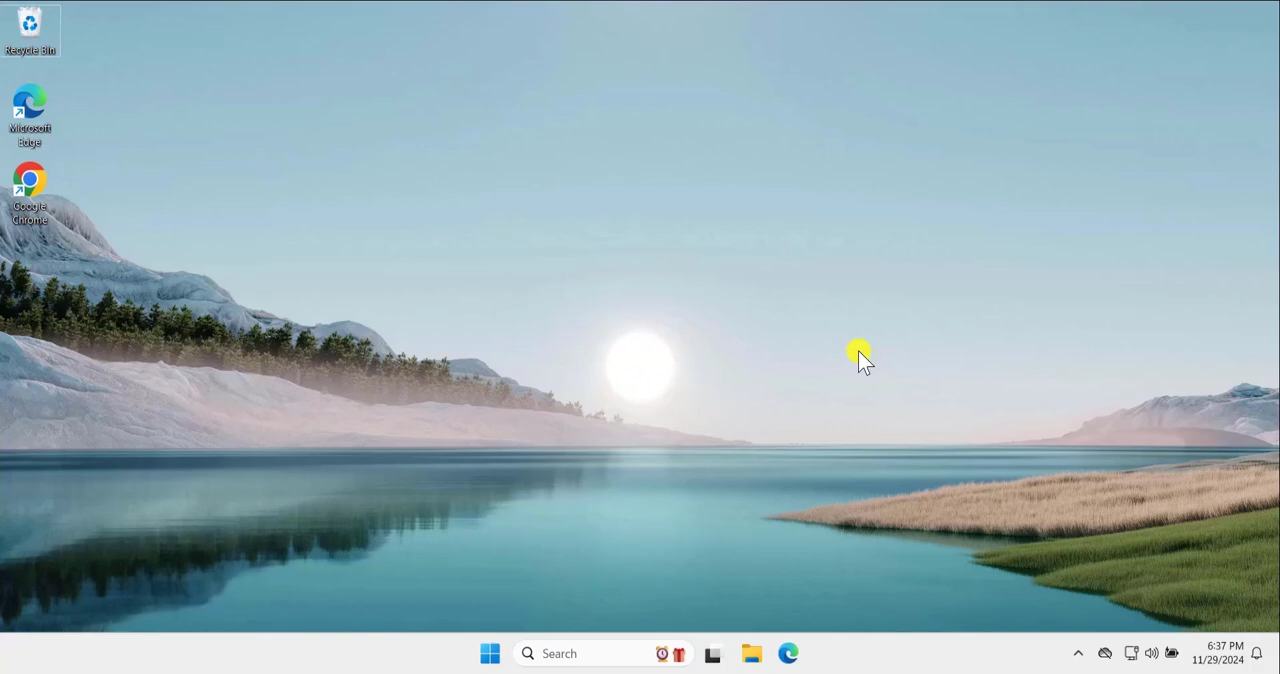 Recycle Bin
Microsoft
Edge
Google
Chrome
Search
6:37 PM
11/29/2024